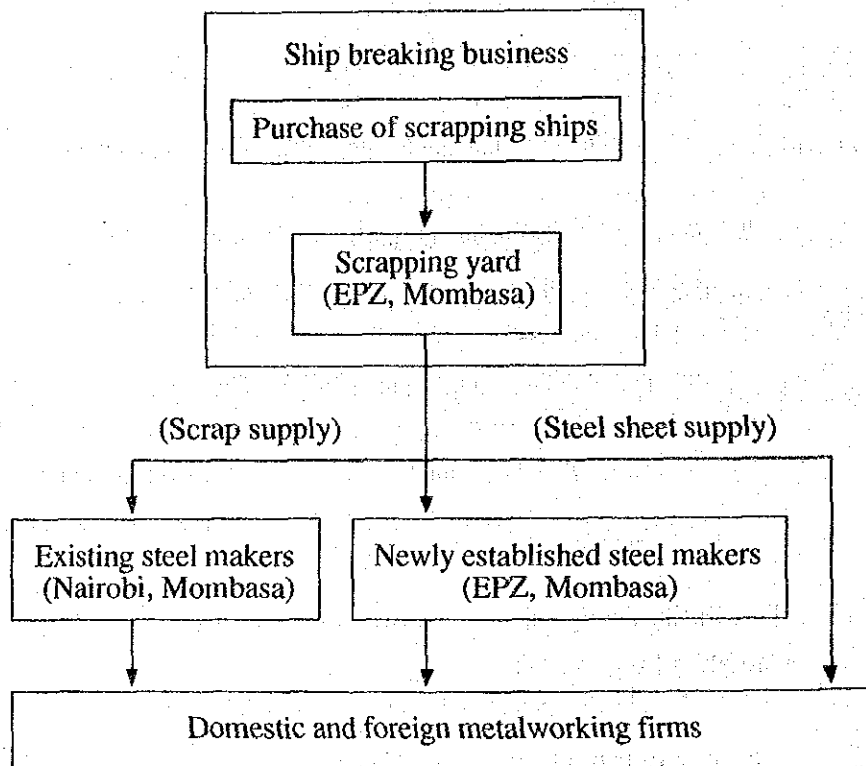 Ship breaking business
Purchase of scrapping ships
Scrapping yard
(EPZ, Mombasa)
(Scrap supply)
(Steel sheet supply)
Existing steel makers
(Nairobi, Mombasa)
Newly established steel makers
(EPZ, Mombasa)
Domestic and foreign metalworking firms